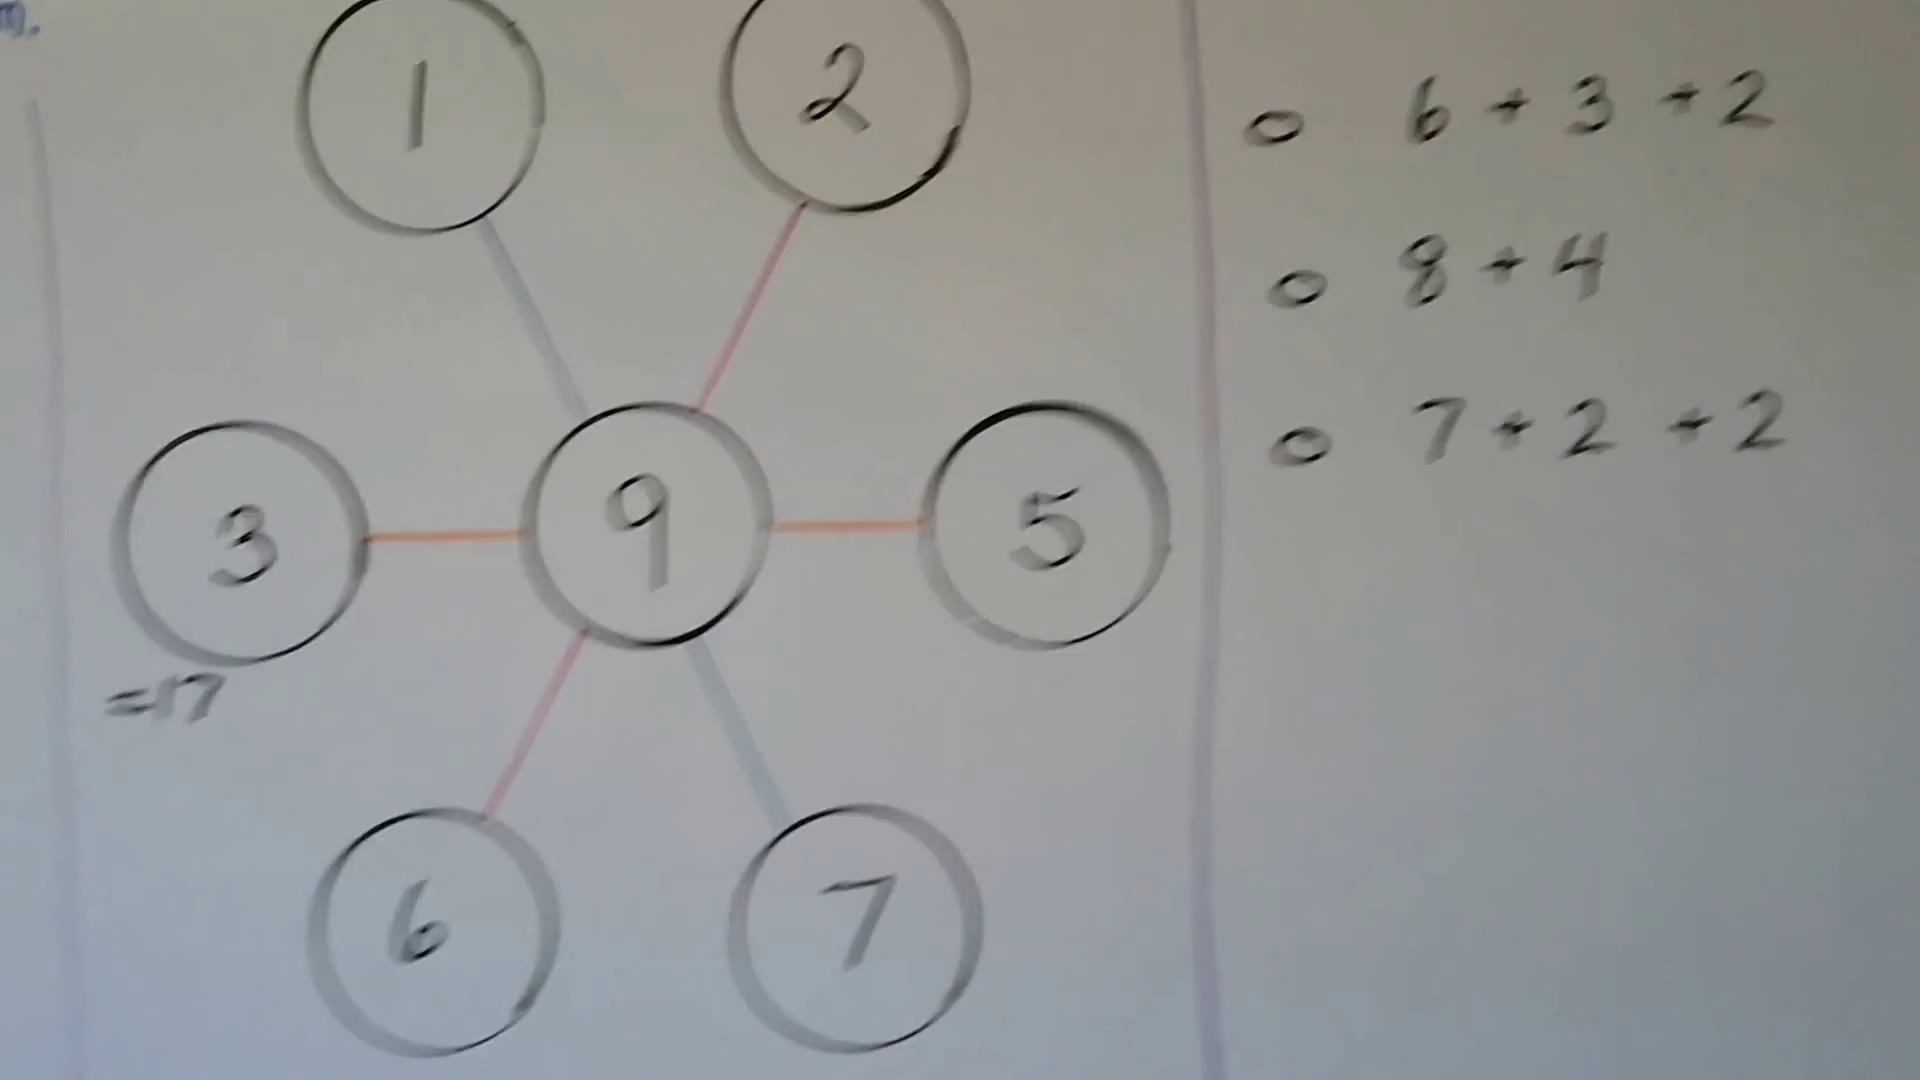 1 2
3 9 5
=17
6 7
o 6 + 3 + 2
o 8 + 4
o 7 + 2 + 2